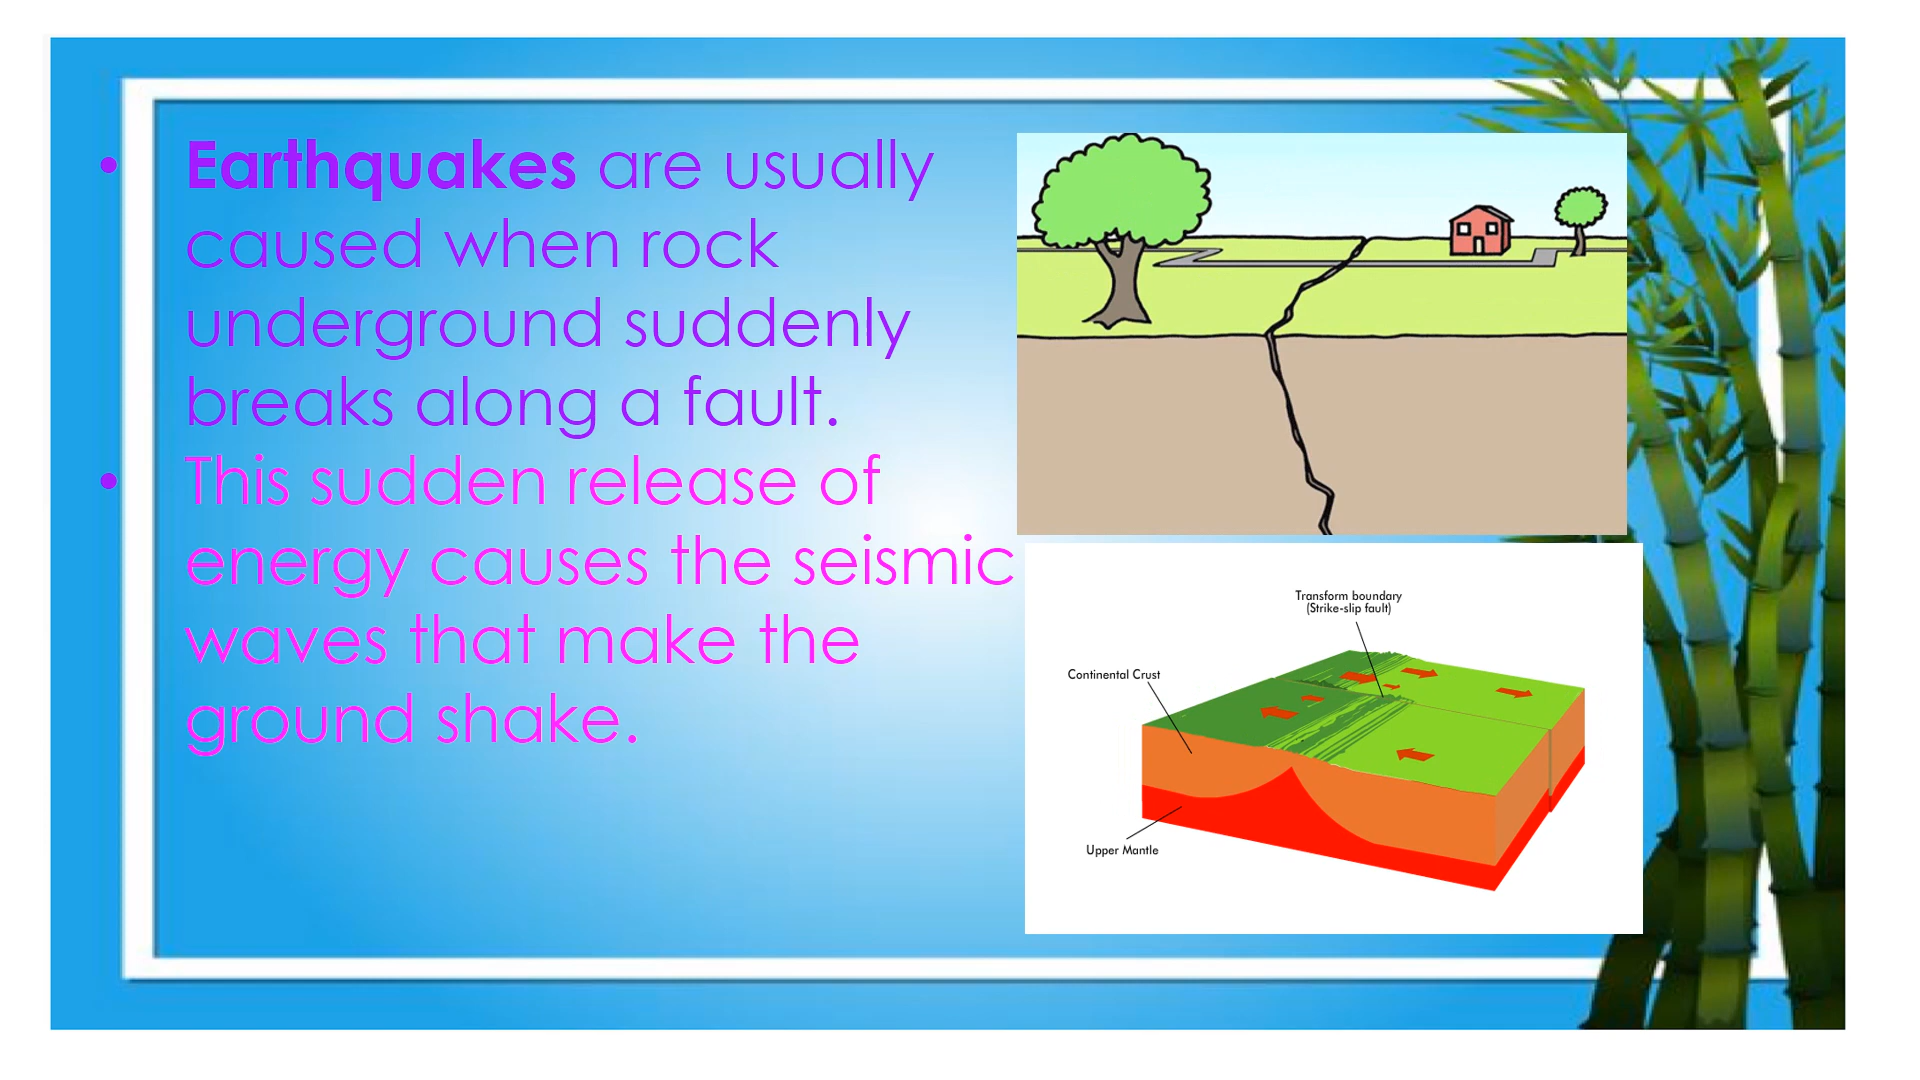 • Earthquakes are usually
caused when rock
underground suddenly
breaks along a fault.
• This sudden release of
energy causes the seismic
waves that make the
ground shake.
Transform boundary
(Strike-slip fault)
Continental Crust
Upper Mantle